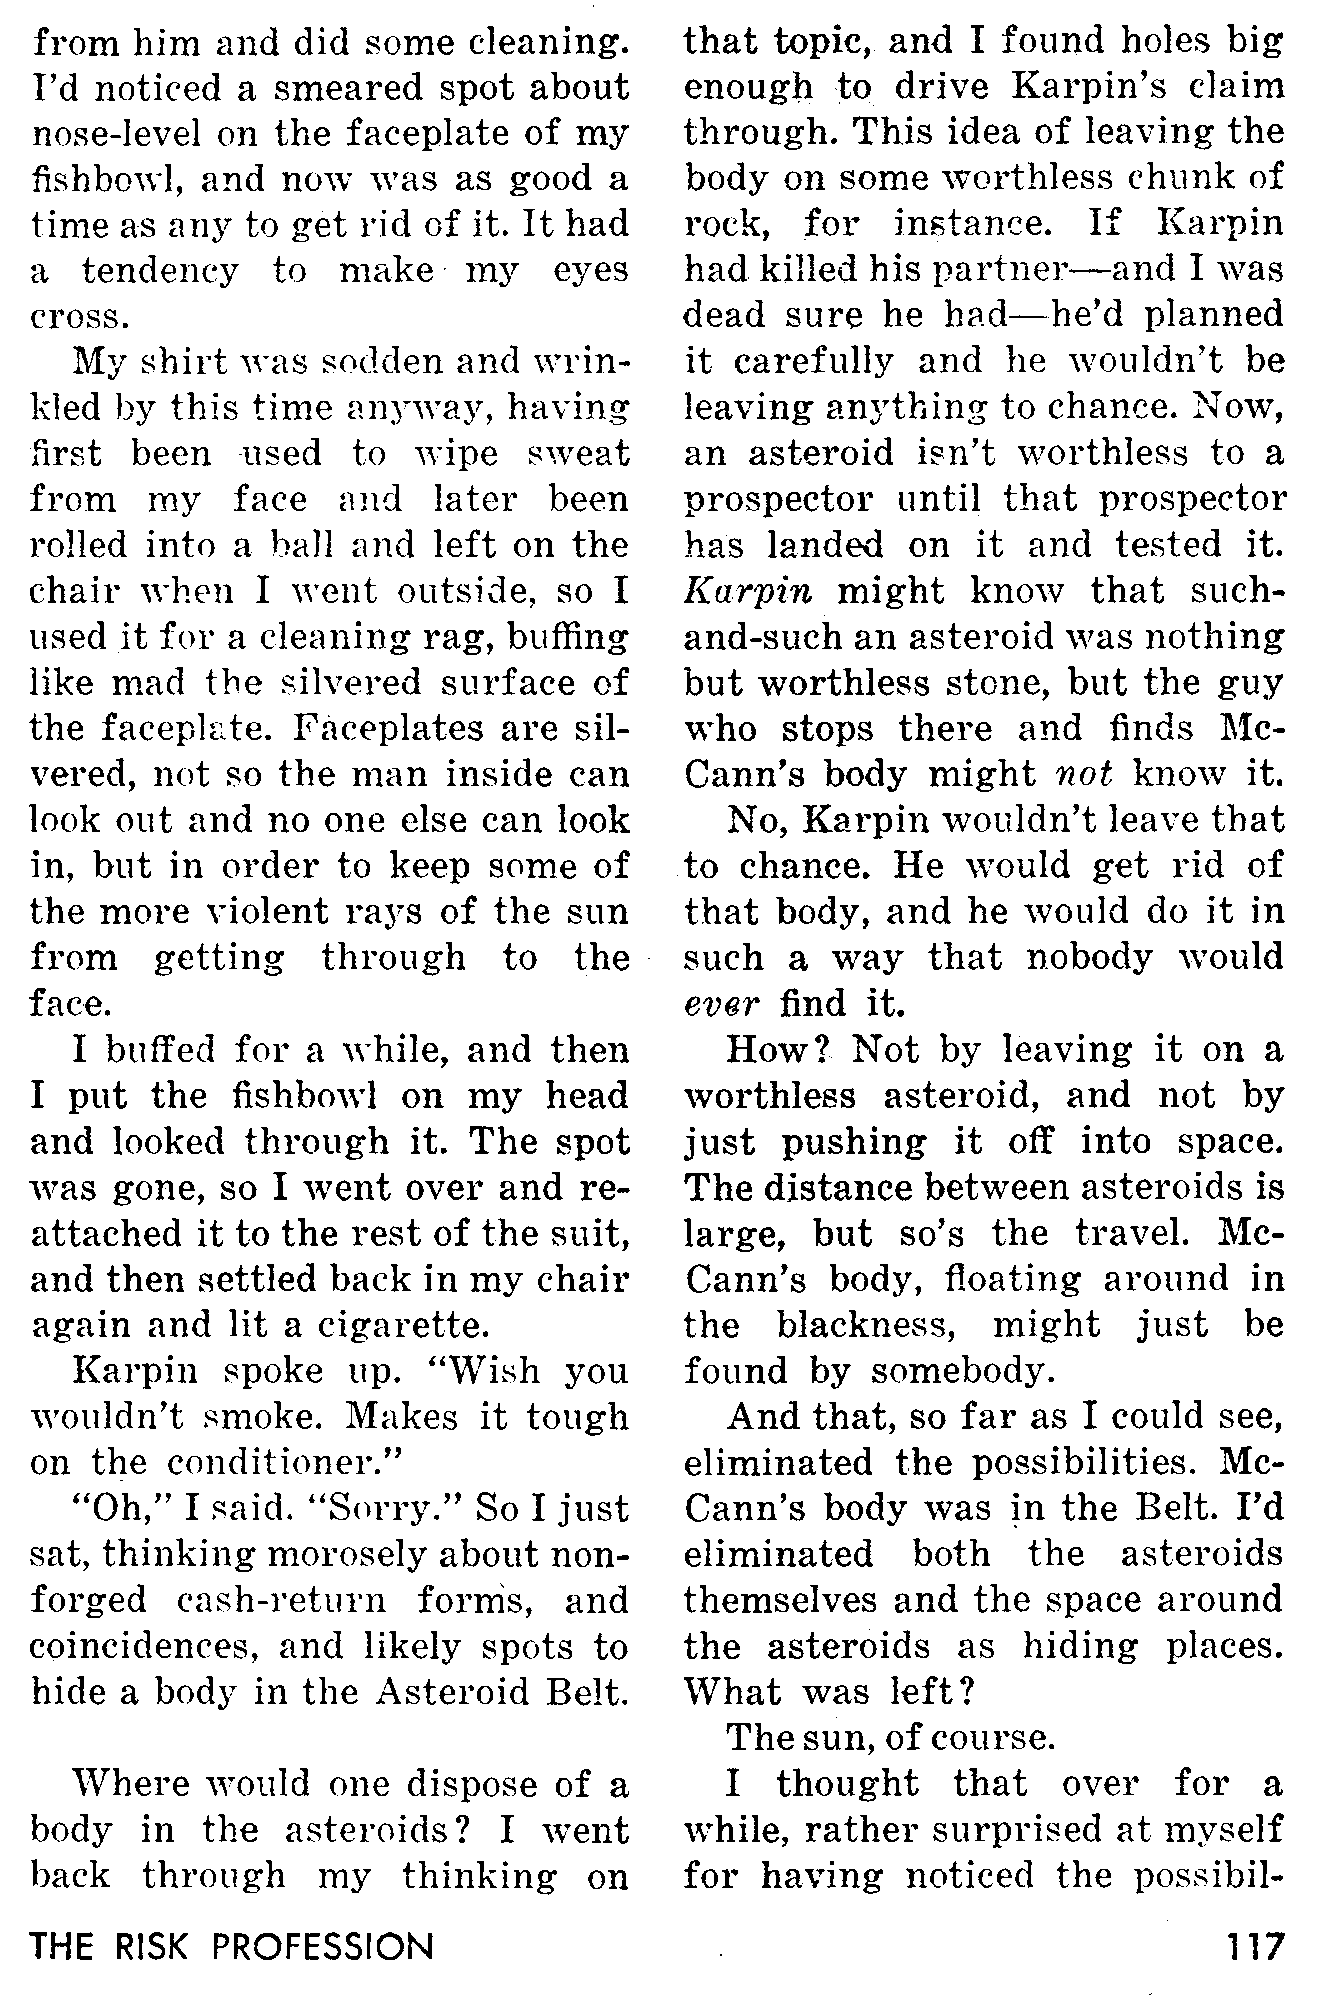 from him and did some cleaning.
I'd noticed a smeared spot about
nose-level on the faceplate of my
fishbowl, and now was as good a
time as any to get rid of it. It had
a tendency to make my eyes
cross.
My shirt was sodden and wrin-
kled by this time anyway, having
first been used to wipe sweat
from my face and later been
rolled into a ball and left on the
chair when I went outside, so I
used it for a cleaning rag, buffing
like mad the silvered surface of
the faceplate. Faceplates are sil-
vered, not so the man inside can
look out and no one else can look
in, but in order to keep some of
the more violent rays of the sun
from getting through to the
face.
I buffed for a while, and then
I put the fishbowl on my head
and looked through it. The spot
was gone, so I went over and re-
attached it to the rest of the suit,
and then settled back in my chair
again and lit a cigarette.
Karpin spoke up. “Wish you
wouldn't smoke. Makes it tough
on the conditioner.”
“Oh,” I said. “Sorry.” So I just
sat, thinking morosely about non-
forged cash-return forms, and
coincidences, and likely spots to
hide a body in the Asteroid Belt.
Where would one dispose of a
body in the asteroids? I went
back through my thinking on
that topic, and I found holes big
enough to drive Karpin's claim
through. This idea of leaving the
body on some worthless chunk of
rock, for instance. If Karpin
had killed his partner—and I was
dead sure he had—he'd planned
it carefully and he wouldn't be
leaving anything to chance. Now,
an asteroid isn't worthless to a
prospector until that prospector
has landed on it and tested it.
Karpin might know that such-
and-such an asteroid was nothing
but worthless stone, but the guy
who stops there and finds Mc-
Cann's body might not know it.
No, Karpin wouldn't leave that
to chance. He would get rid of
that body, and he would do it in
such a way that nobody would
ever find it.
How? Not by leaving it on a
worthless asteroid, and not by
just pushing it off into space.
The distance between asteroids is
large, but so's the travel. Mc-
Cann's body, floating around in
the blackness, might just be
found by somebody.
And that, so far as I could see,
eliminated the possibilities. Mc-
Cann's body was in the Belt. I'd
eliminated both the asteroids
themselves and the space around
the asteroids as hiding places.
What was left?
The sun, of course.
I thought that over for a
while, rather surprised at myself
for having noticed the possibil-
THE RISK PROFESSION
117